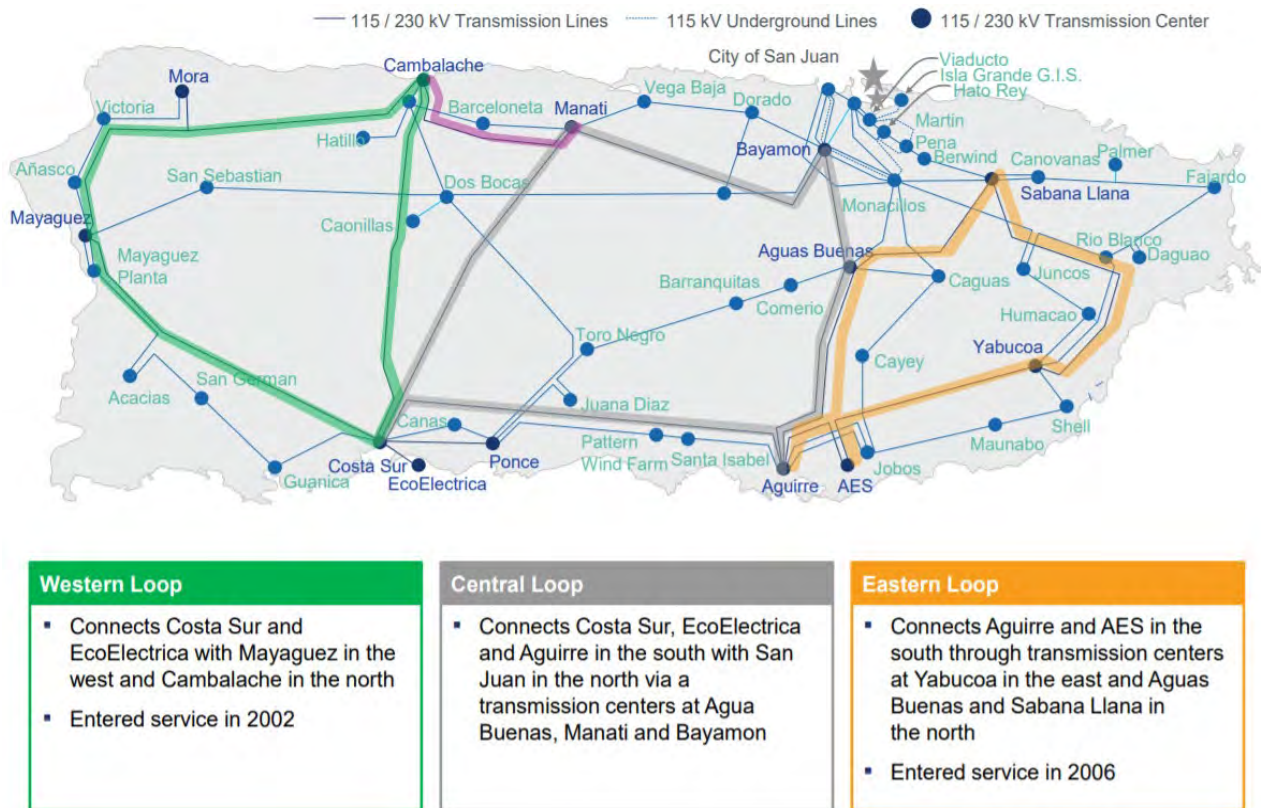 115 / 230 kV Transmission Lines
115 kV Underground Lines
115 / 230 kV Transmission Center
City of San Juan
Viaducto
Isla Grande G.I.S.
Hato Rey
Cambalache
Mora
Victoria
Barceloneta
Manati
Vega Baja
Dorado
Martin
Pena
Berwind
Canovanas
Palmer
Hatillo
Bayamon
Añasco
San Sebastian
Dos Bocas
Monacillos
Sabana Llana
Fajardo
Mayaguez
Caonillas
Mayaguez
Planta
Aguas Buenas
Rio Blanco
Daguao
Barranquitas
Juncos
Caguas
Comerio
Humacao
Toro Negro
Yabucoa
Cayey
Acacias
San German
Juana Diaz
Canas
Shell
Maunabo
Pattern
Wind Farm
Santa Isabel
Costa Sur
Ponce
Jobos
Guanica
EcoElectrica
Aguirre
AES
Western Loop
▪ Connects Costa Sur and
EcoElectrica with Mayaguez in the
west and Cambalache in the north
▪ Entered service in 2002
Central Loop
▪ Connects Costa Sur, EcoElectrica
and Aguirre in the south with San
Juan in the north via a
transmission centers at Agua
Buenas, Manati and Bayamon
Eastern Loop
▪ Connects Aguirre and AES in the
south through transmission centers
at Yabucoa in the east and Aguas
Buenas and Sabana Llana in
the north
▪ Entered service in 2006